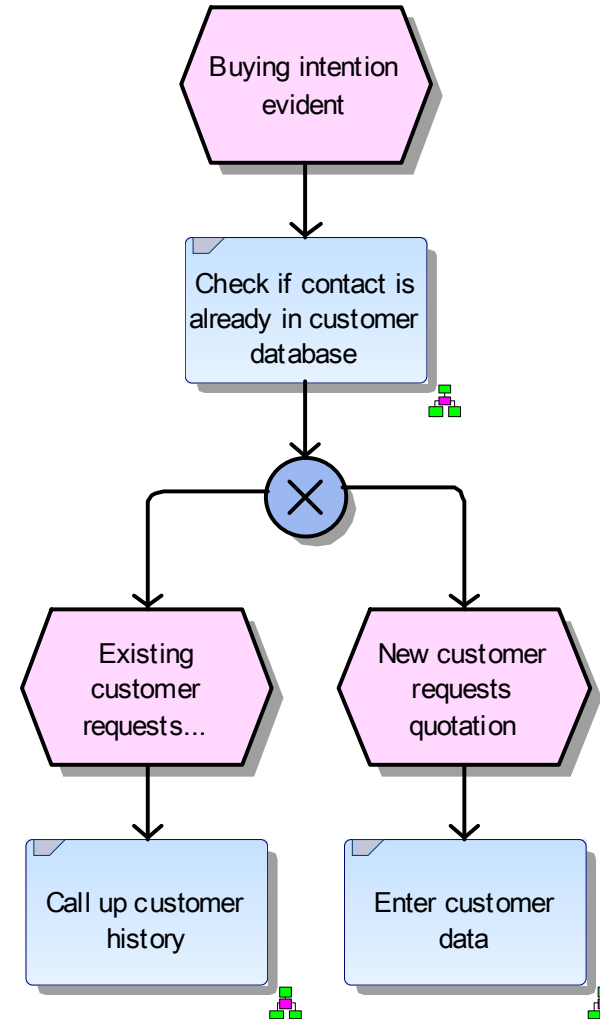 Buying intention
evident
Check if contact is
already in customer
database
Existing
customer
requests...
New customer
requests
quotation
Call up customer
history
Enter customer
data